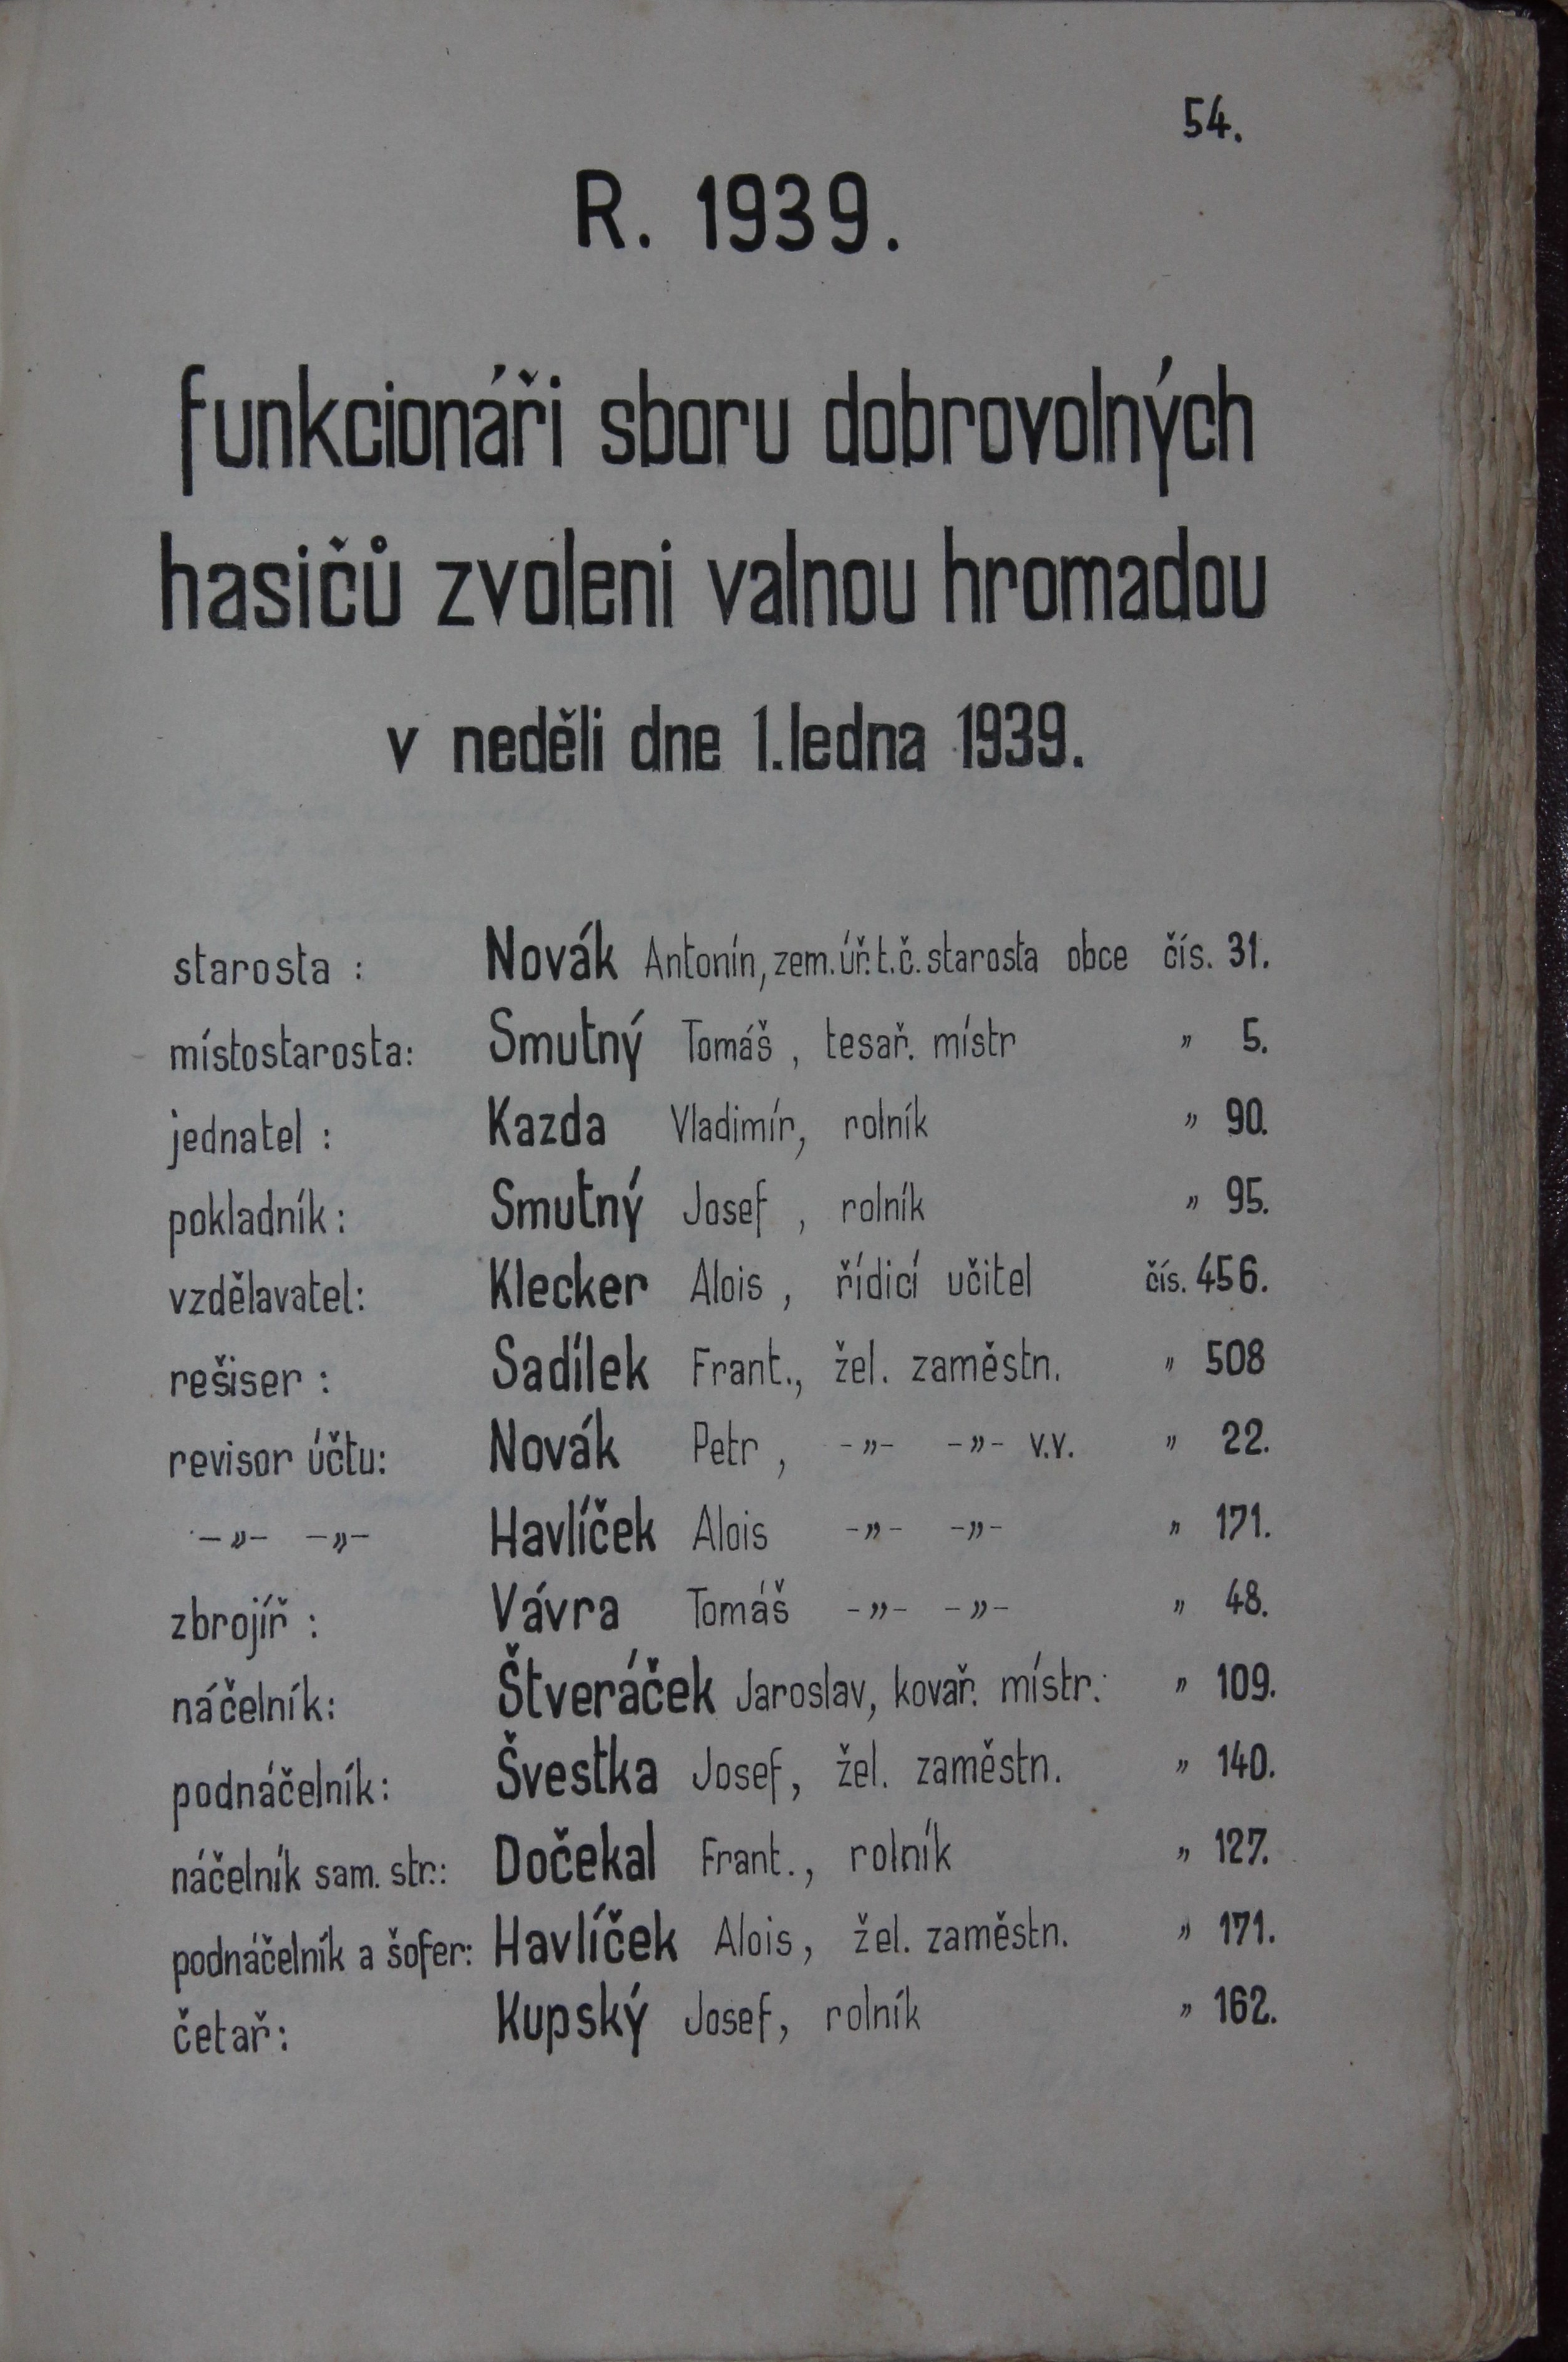 54.
R. 1939.
funkcionáři sboru dobrovolných
hasičů zvoleni valnou hromadou
v neděli dne 1. ledna 1939.
starosta : Novák Antonín, zem. úř. t. č. starosta obce čís. 31.
místostarosta: Smutný Tomáš , tesař. místr „ 5.
jednatel : Kazda Vladimír, rolník „ 90.
pokladník: Smutný Josef , rolník „ 95.
vzdělavatel: Klecker Alois , řídicí učitel čís. 456.
rešiser : Sadílek Frant., žel. zaměstn. „ 508
revisor účtu: Novák Petr , -„- -„- v.v. „ 22.
-„- -„- Havlíček Alois -„- -„- „ 171.
zbrojíř : Vávra Tomáš -„- -„- „ 48.
náčelník: Štveráček Jaroslav, kovař. místr. „ 109.
podnáčelník: Švestka Josef, žel. zaměstn. „ 140.
náčelník sam. str.: Dočekal Frant., rolník „ 127.
podnáčelník a šofer: Havlíček Alois, žel. zaměstn. „ 171.
četař: Kupský Josef, rolník „ 162.